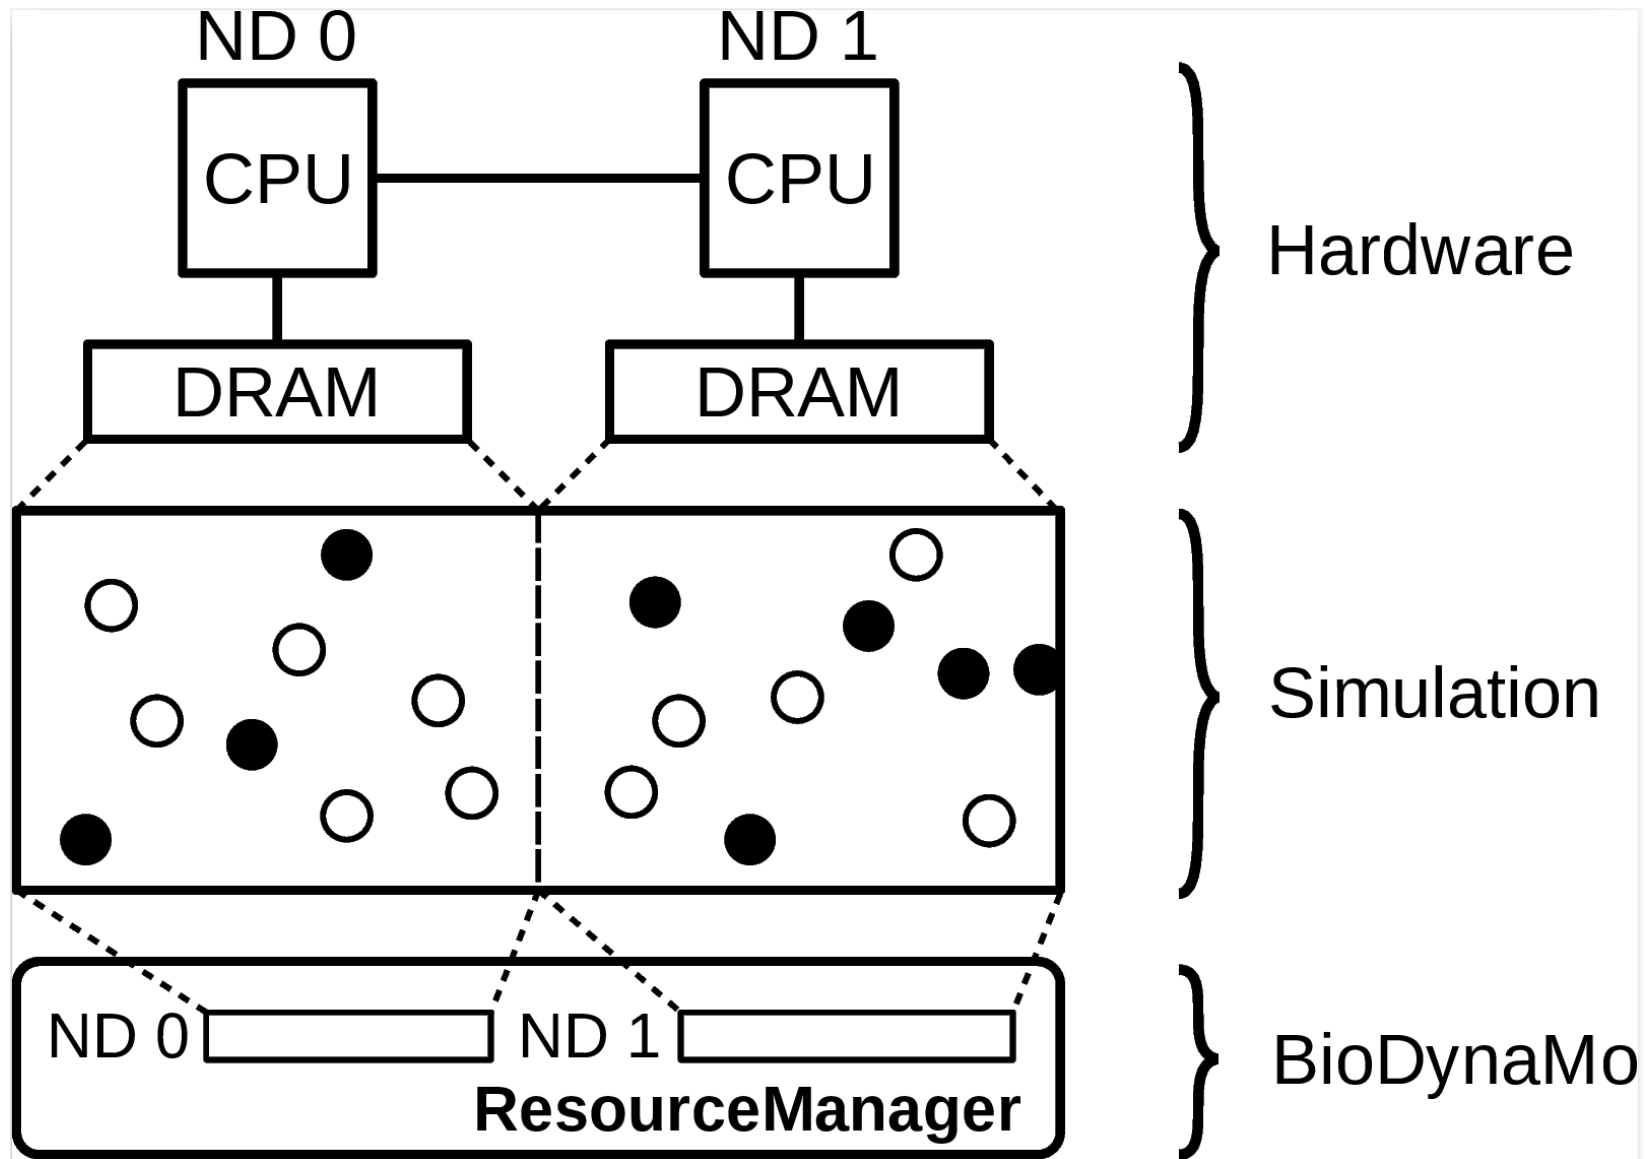 ND 0
ND 1
CPU
CPU
Hardware
DRAM
DRAM
Simulation
ND 0
ND 1
BioDynaMo
ResourceManager